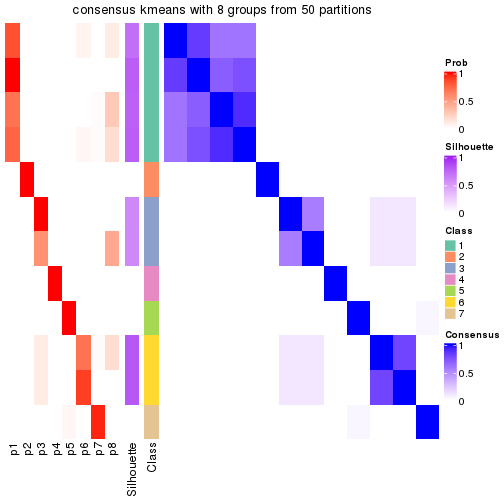 consensus kmeans with 8 groups from 50 partitions
Prob
1
0.5
0
Silhouette
1
0.5
0
Class
1
2
3
4
5
6
7
Consensus
1
0.5
0
p1
p2
p3
p4
p5
p6
p7
p8
Silhouette
Class